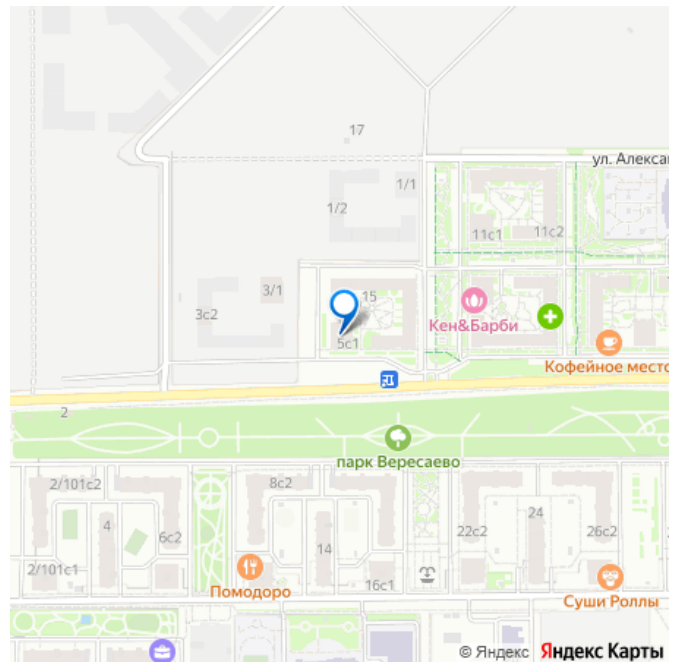 17
ул. Алекса
1/1
1/2
11с1
11с2
3/1
15
3с2
Кен&Барби
5с1
Кофейное место
2
парк Вересаево
2/101с2
8с2
4
22с2
24
26с2
6с2
14
2/101с1
16с1
Помодоро
Суши Роллы
© Яндекс Яндекс Карты